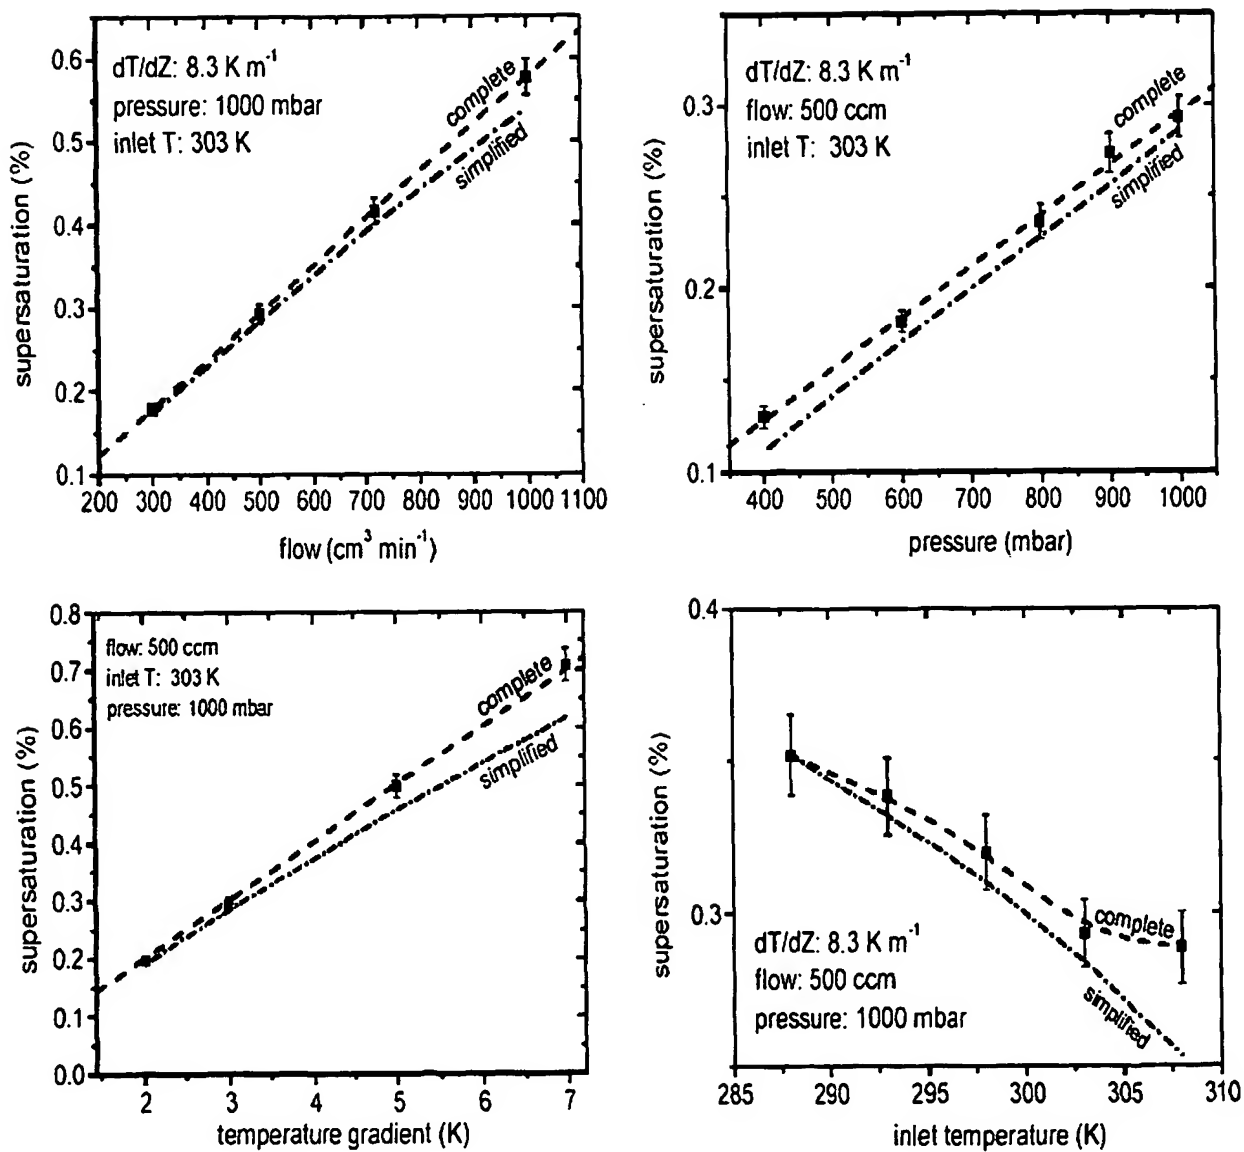 0.6
0.5
0.4
0.3
0.2
0.1
supersaturation (%)
dT/dZ: 8.3 K m⁻¹
pressure: 1000 mbar
inlet T: 303 K
complete
simplified
200 300 400 500 600 700 800 900 1000 1100
flow (cm³ min⁻¹)
0.3
0.2
0.1
supersaturation (%)
dT/dZ: 8.3 K m⁻¹
flow: 500 ccm
inlet T: 303 K
complete
simplified
400 500 600 700 800 900 1000
pressure (mbar)
0.8
0.7
0.6
0.5
0.4
0.3
0.2
0.1
0.0
supersaturation (%)
flow: 500 ccm
inlet T: 303 K
pressure: 1000 mbar
complete
simplified
2 3 4 5 6 7
temperature gradient (K)
0.4
0.3
supersaturation (%)
complete
simplified
dT/dZ: 8.3 K m⁻¹
flow: 500 ccm
pressure: 1000 mbar
285 290 295 300 305 310
inlet temperature (K)